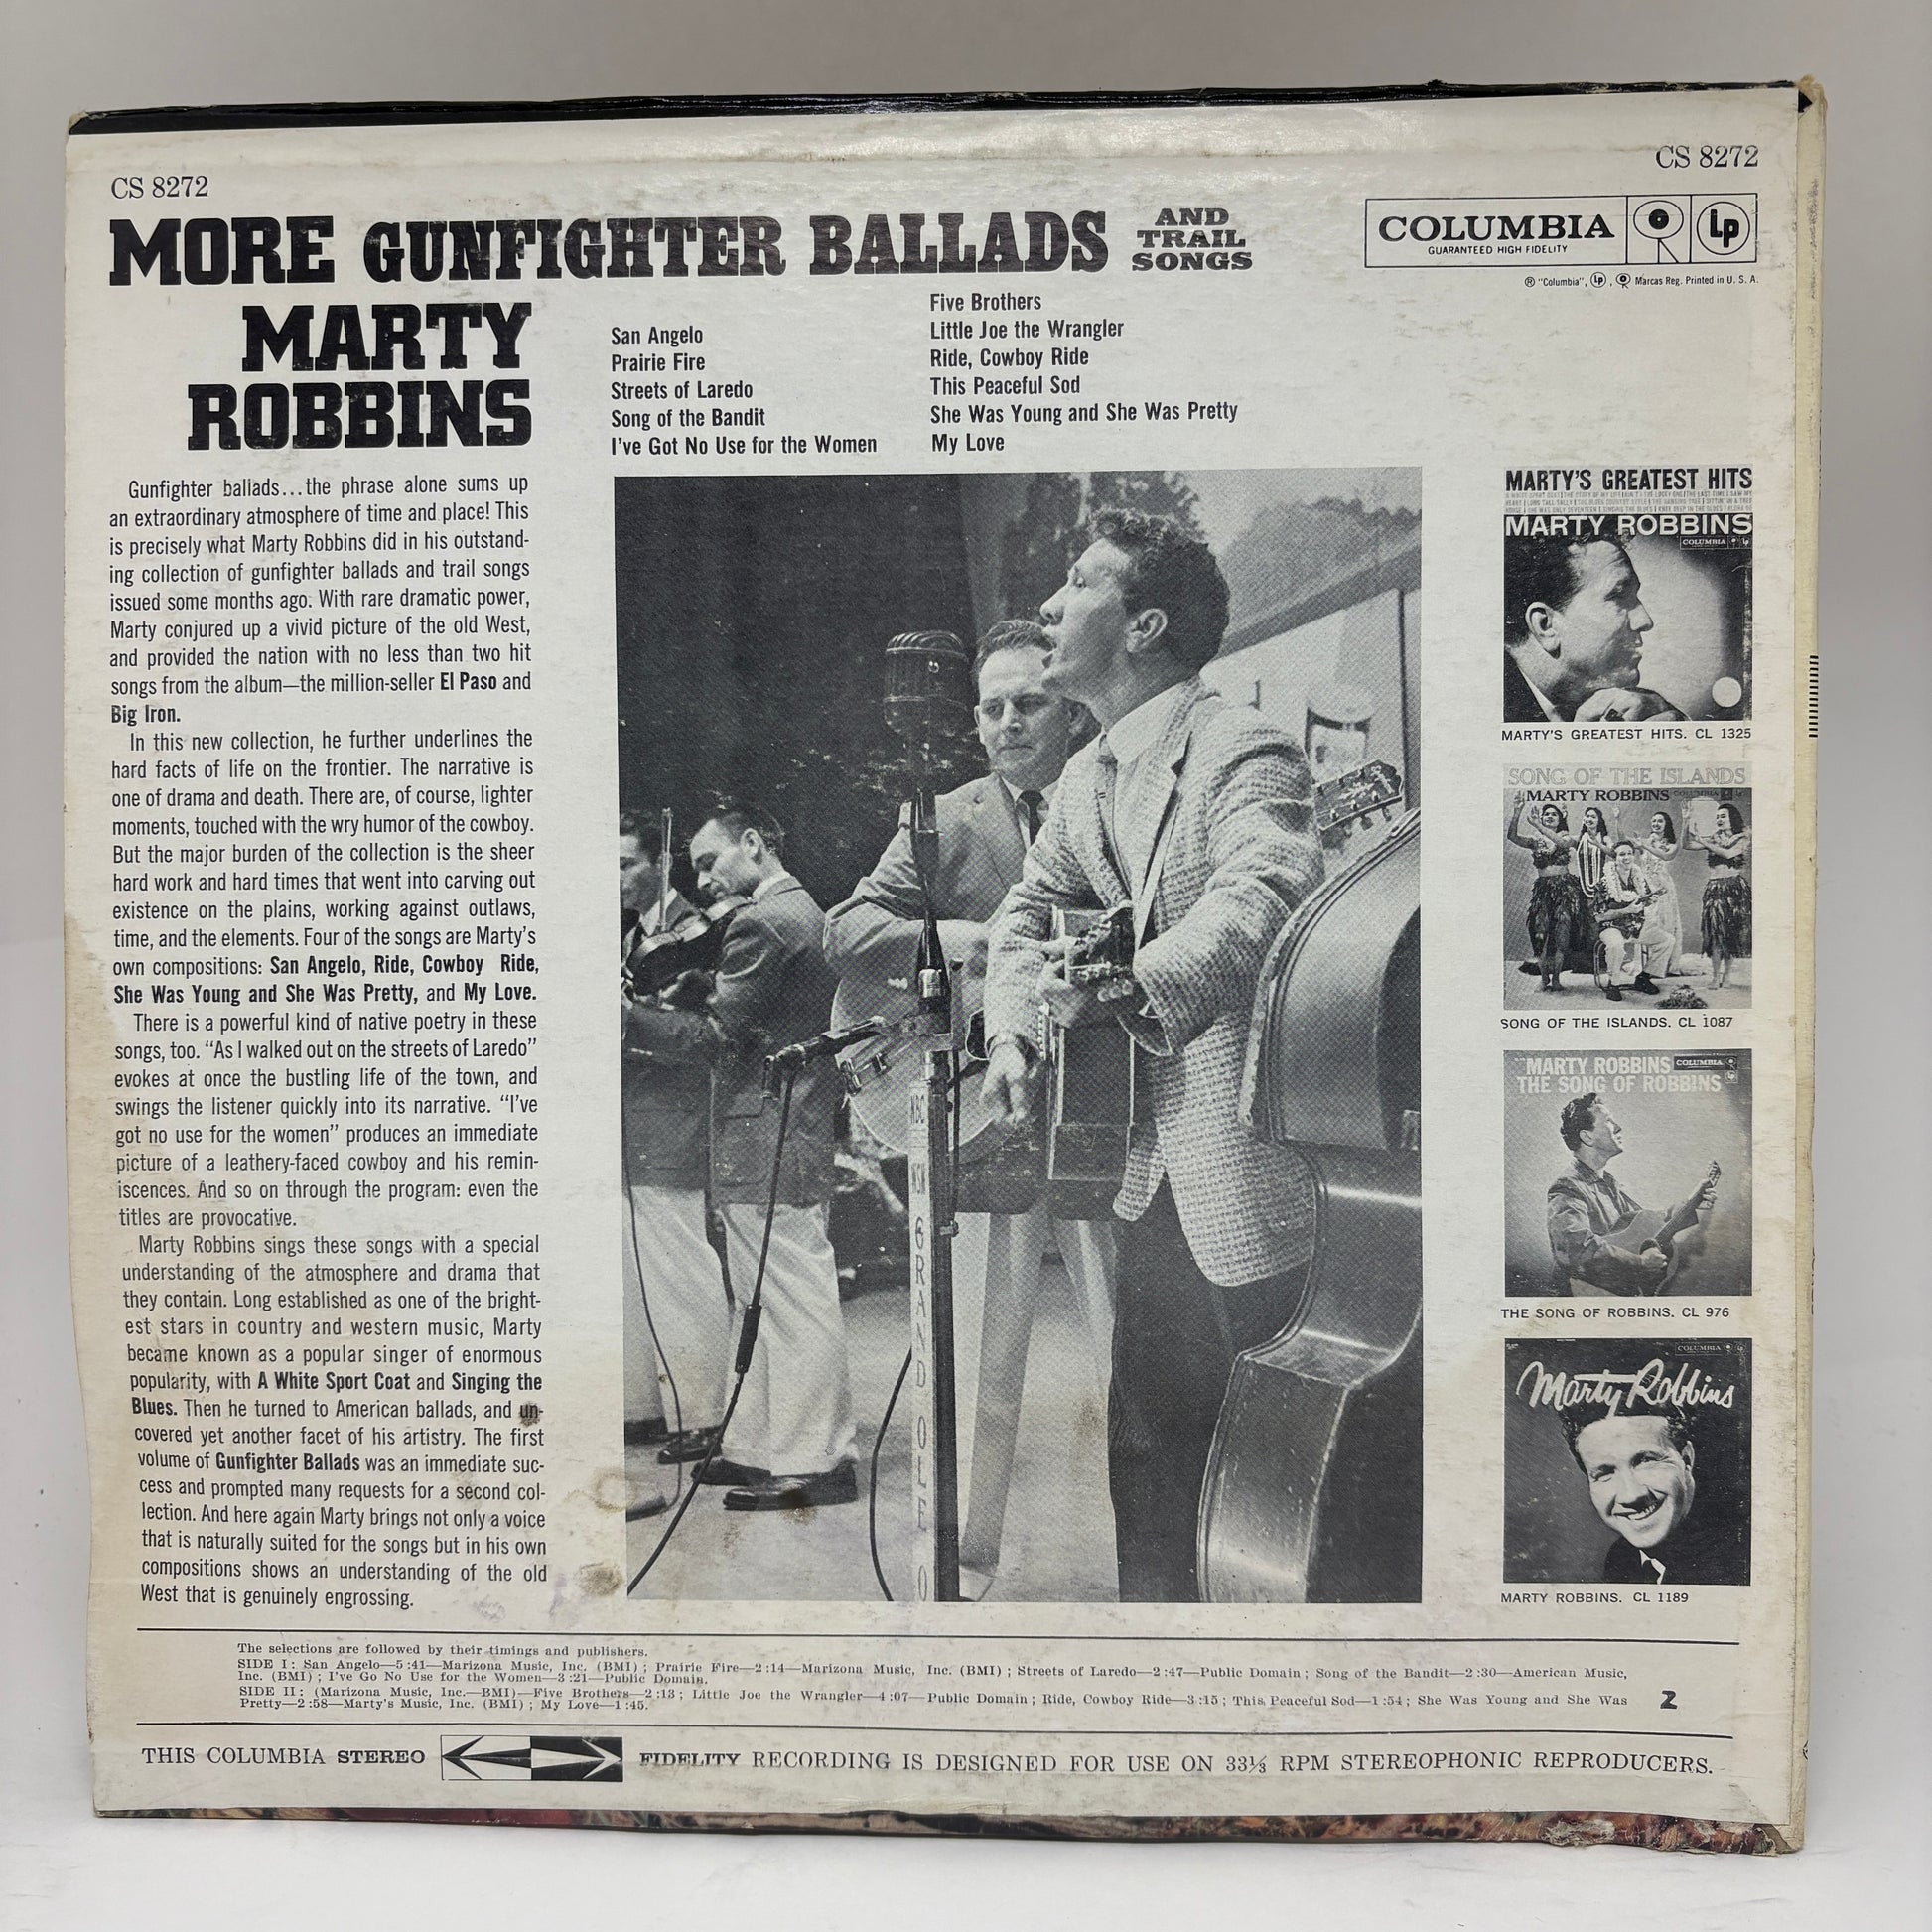 CS 8272
CS 8272
MORE GUNFIGHTER BALLADS
AND
TRAIL
SONGS
COLUMBIA
GUARANTEED HIGH FIDELITY
Lp
® "Columbia", Lp, Marcas Reg. Printed in U. S. A.
MARTY
ROBBINS
San Angelo
Prairie Fire
Streets of Laredo
Song of the Bandit
I've Got No Use for the Women
Five Brothers
Little Joe the Wrangler
Ride, Cowboy Ride
This Peaceful Sod
She Was Young and She Was Pretty
My Love
Gunfighter ballads...the phrase alone sums up
an extraordinary atmosphere of time and place! This
is precisely what Marty Robbins did in his outstand-
ing collection of gunfighter ballads and trail songs
issued some months ago. With rare dramatic power,
Marty conjured up a vivid picture of the old West,
and provided the nation with no less than two hit
songs from the album—the million-seller El Paso and
Big Iron.
In this new collection, he further underlines the
hard facts of life on the frontier. The narrative is
one of drama and death. There are, of course, lighter
moments, touched with the wry humor of the cowboy.
But the major burden of the collection is the sheer
hard work and hard times that went into carving out
existence on the plains, working against outlaws,
time, and the elements. Four of the songs are Marty's
own compositions: San Angelo, Ride, Cowboy Ride,
She Was Young and She Was Pretty, and My Love.
There is a powerful kind of native poetry in these
songs, too. "As I walked out on the streets of Laredo"
evokes at once the bustling life of the town, and
swings the listener quickly into its narrative. "I've
got no use for the women" produces an immediate
picture of a leathery-faced cowboy and his remin-
iscences. And so on through the program: even the
titles are provocative.
Marty Robbins sings these songs with a special
understanding of the atmosphere and drama that
they contain. Long established as one of the bright-
est stars in country and western music, Marty
became known as a popular singer of enormous
popularity, with A White Sport Coat and Singing the
Blues. Then he turned to American ballads, and un-
covered yet another facet of his artistry. The first
volume of Gunfighter Ballads was an immediate suc-
cess and prompted many requests for a second col-
lection. And here again Marty brings not only a voice
that is naturally suited for the songs but in his own
compositions shows an understanding of the old
West that is genuinely engrossing.
GRAND OLE O
MARTY'S GREATEST HITS
MARTY ROBBINS
COLUMBIA
MARTY'S GREATEST HITS. CL 1325
SONG OF THE ISLANDS
MARTY ROBBINS
COLUMBIA
SONG OF THE ISLANDS. CL 1087
MARTY ROBBINS
COLUMBIA
THE SONG OF ROBBINS
THE SONG OF ROBBINS. CL 976
COLUMBIA
Marty Robbins
MARTY ROBBINS. CL 1189
The selections are followed by their timings and publishers.
SIDE I: San Angelo—5:41—Marizona Music, Inc. (BMI); Prairie Fire—2:14—Marizona Music, Inc. (BMI); Streets of Laredo—2:47—Public Domain; Song of the Bandit—2:30—American Music,
Inc. (BMI); I've Go No Use for the Women—3:21—Public Domain.
SIDE II: (Marizona Music, Inc.—BMI)—Five Brothers—2:13; Little Joe the Wrangler—4:07—Public Domain; Ride, Cowboy Ride—3:15; This Peaceful Sod—1:54; She Was Young and She Was
Pretty—2:58—Marty's Music, Inc. (BMI); My Love—1:45.
2
THIS COLUMBIA STEREO FIDELITY RECORDING IS DESIGNED FOR USE ON 33⅓ RPM STEREOPHONIC REPRODUCERS.